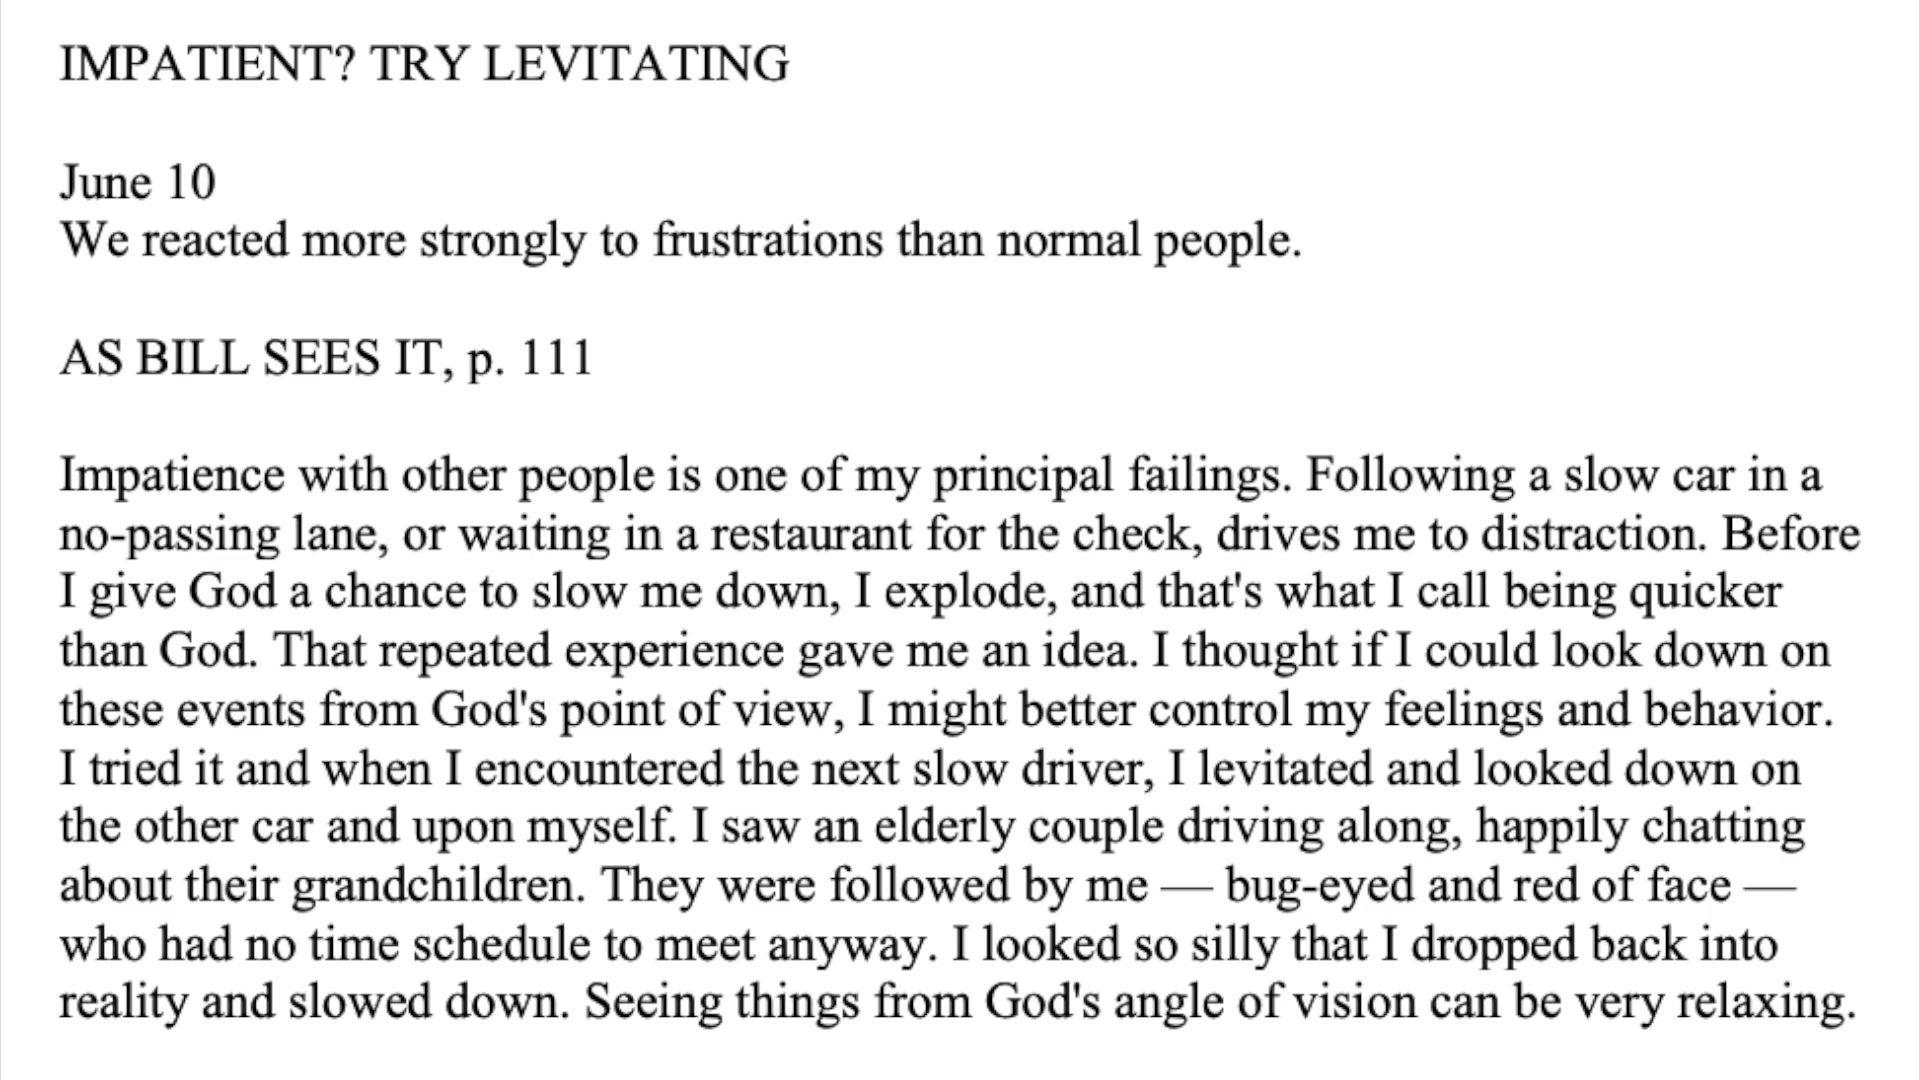 IMPATIENT? TRY LEVITATING
June 10
We reacted more strongly to frustrations than normal people.
AS BILL SEES IT, p. 111
Impatience with other people is one of my principal failings. Following a slow car in a
no-passing lane, or waiting in a restaurant for the check, drives me to distraction. Before
I give God a chance to slow me down, I explode, and that's what I call being quicker
than God. That repeated experience gave me an idea. I thought if I could look down on
these events from God's point of view, I might better control my feelings and behavior.
I tried it and when I encountered the next slow driver, I levitated and looked down on
the other car and upon myself. I saw an elderly couple driving along, happily chatting
about their grandchildren. They were followed by me — bug-eyed and red of face —
who had no time schedule to meet anyway. I looked so silly that I dropped back into
reality and slowed down. Seeing things from God's angle of vision can be very relaxing.